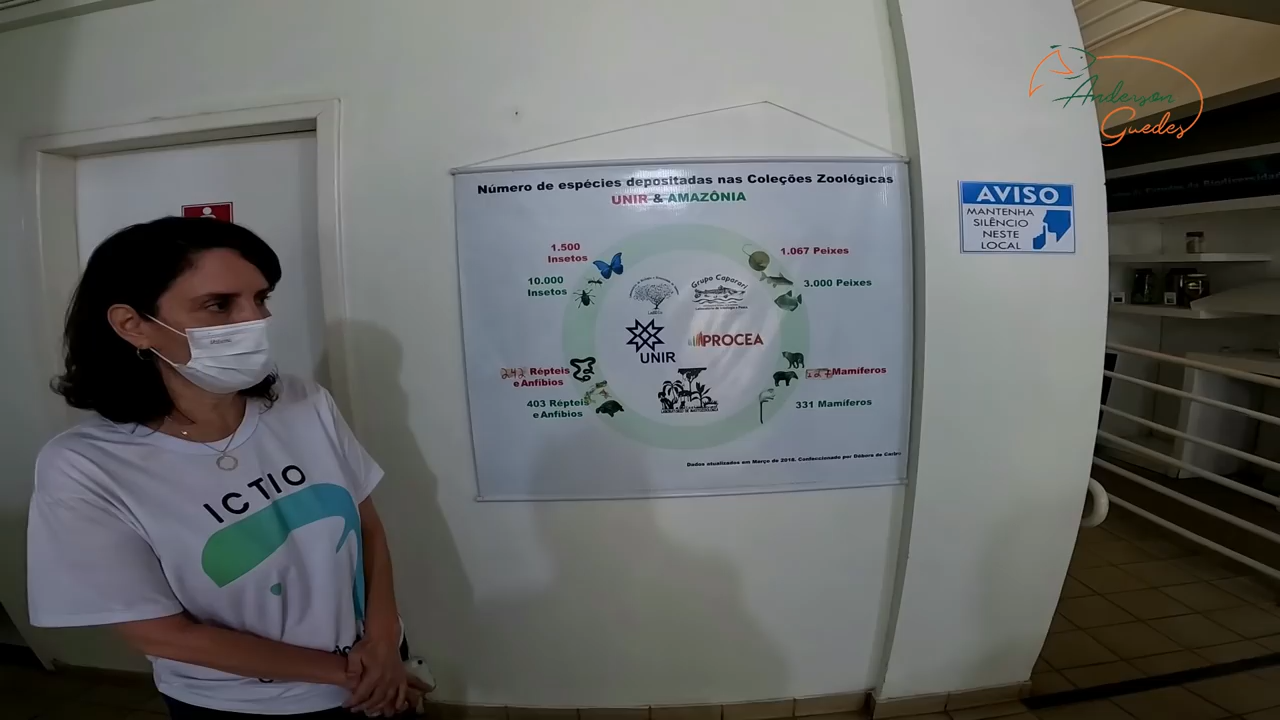 Anderson
Guedes
Número de espécies depositadas nas Coleções Zoológicas
UNIR & AMAZÔNIA
1.500
Insetos
10.000
Insetos
1.067 Peixes
3.000 Peixes
Grupo Caparari
UNIR
PROCEA
242 Répteis
e Anfíbios
403 Répteis
e Anfíbios
127 Mamíferos
331 Mamíferos
Dados atualizados em Março de 2018. Confeccionado por Débora de
AVISO
MANTENHA
SILÊNCIO
NESTE
LOCAL
ICTIO